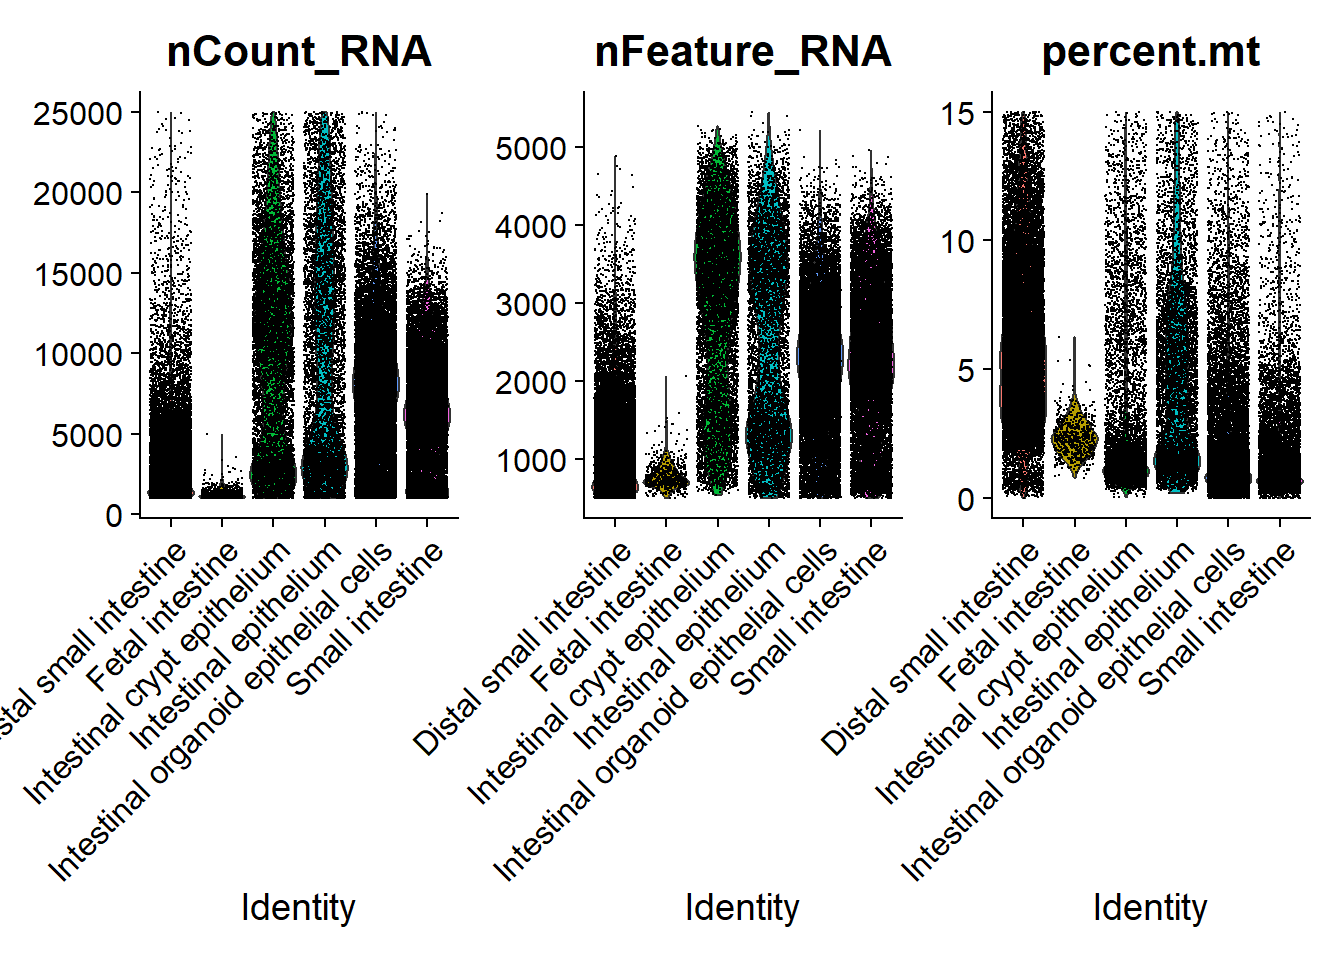 nCount_RNA
25000
20000
15000
10000
5000
0
stal small intestine
Fetal intestine
Intestinal crypt epithelium
Intestinal epithelium
Intestinal organoid epithelial cells
Small intestine
Identity
nFeature_RNA
5000
4000
3000
2000
1000
Distal small intestine
Fetal intestine
Intestinal crypt epithelium
Intestinal epithelium
Intestinal organoid epithelial cells
Small intestine
Identity
percent.mt
15
10
5
0
Distal small intestine
Fetal intestine
Intestinal crypt epithelium
Intestinal epithelium
Intestinal organoid epithelial cells
Small intestine
Identity